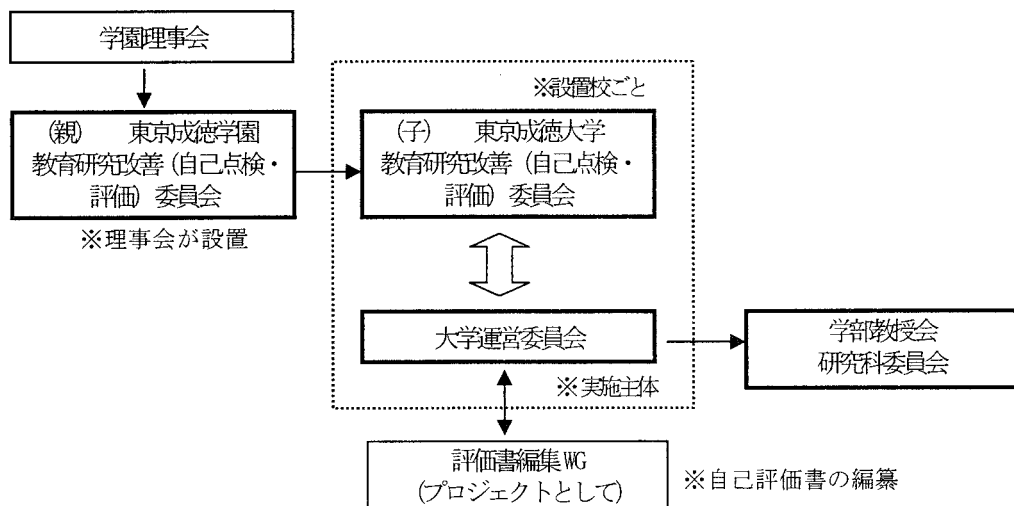 学園理事会
※設置校ごと
(親) 東京成徳学園
教育研究改善(自己点検・
評価) 委員会
(子) 東京成徳大学
教育研究改善(自己点検・
評価) 委員会
※理事会が設置
大学運営委員会
学部教授会
研究科委員会
※実施主体
評価書編集WG
(プロジェクトとして)
※自己評価書の編纂